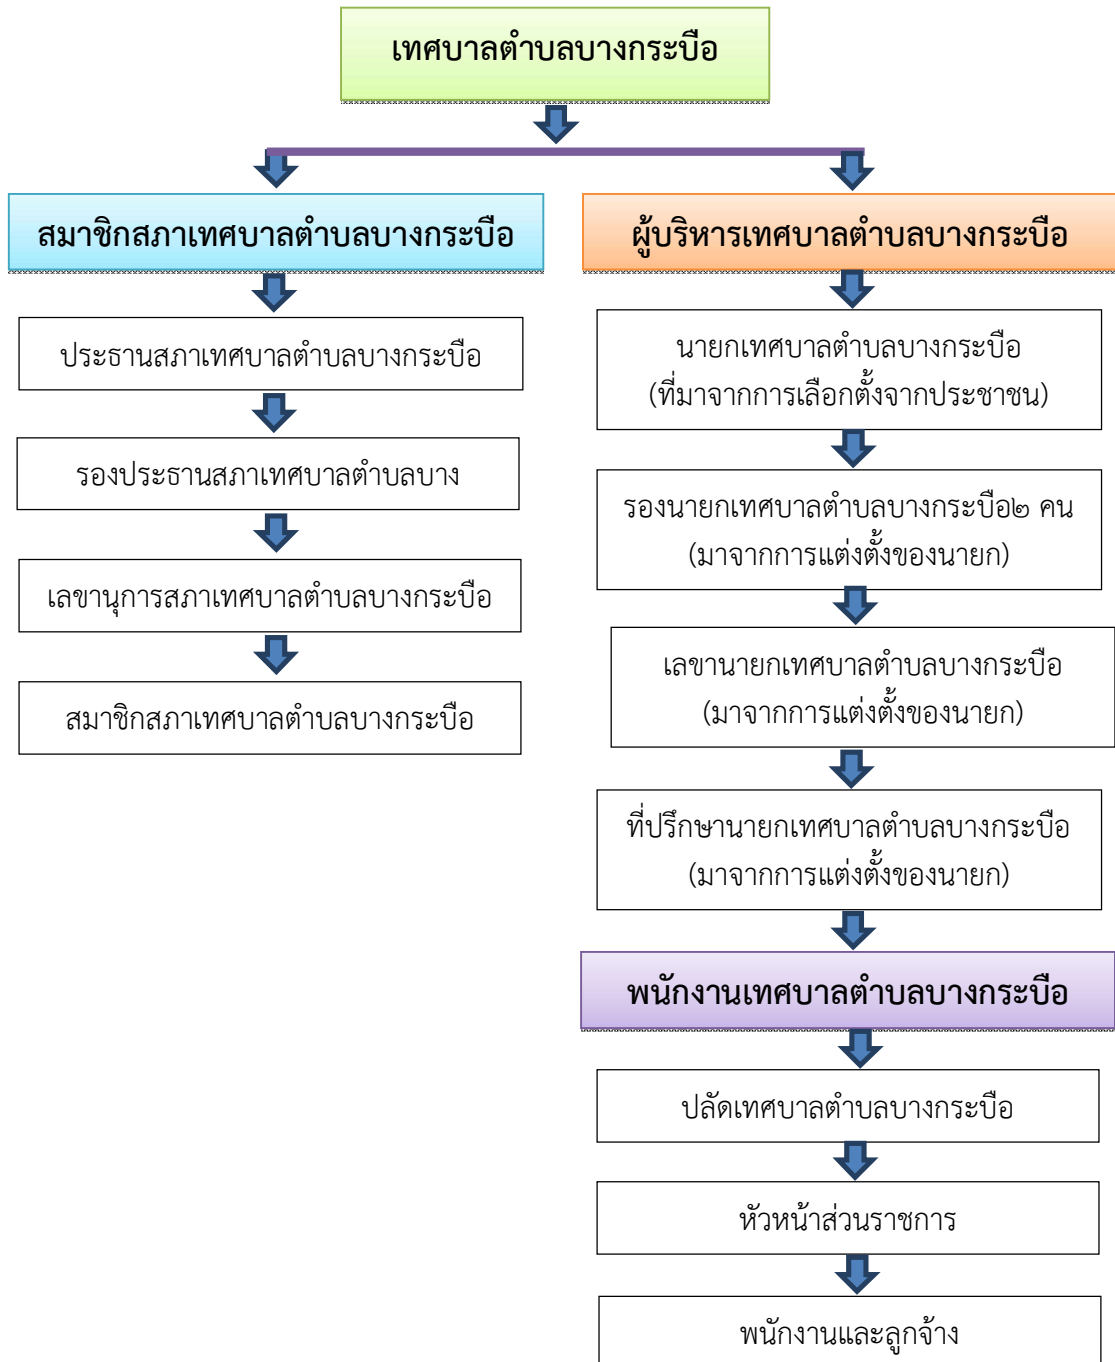 เทศบาลตำบลบางกระบือ
สมาชิกสภาเทศบาลตำบลบางกระบือ
ประธานสภาเทศบาลตำบลบางกระบือ
รองประธานสภาเทศบาลตำบลบาง
เลขานุการสภาเทศบาลตำบลบางกระบือ
สมาชิกสภาเทศบาลตำบลบางกระบือ
ผู้บริหารเทศบาลตำบลบางกระบือ
นายกเทศบาลตำบลบางกระบือ
(ที่มาจากการเลือกตั้งจากประชาชน)
รองนายกเทศบาลตำบลบางกระบือ๒ คน
(มาจากการแต่งตั้งของนายก)
เลขานายกเทศบาลตำบลบางกระบือ
(มาจากการแต่งตั้งของนายก)
ที่ปรึกษานายกเทศบาลตำบลบางกระบือ
(มาจากการแต่งตั้งของนายก)
พนักงานเทศบาลตำบลบางกระบือ
ปลัดเทศบาลตำบลบางกระบือ
หัวหน้าส่วนราชการ
พนักงานและลูกจ้าง